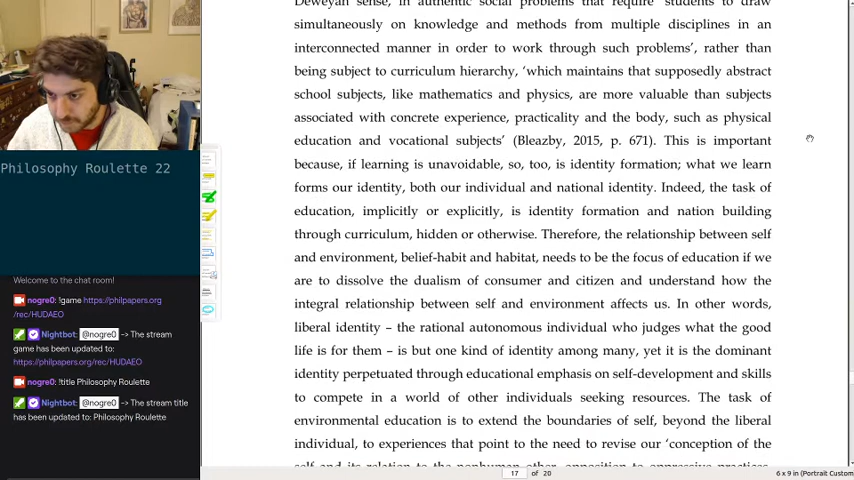 Deweyan sense, in authentic social problems that require 'students to draw
simultaneously on knowledge and methods from multiple disciplines in an
interconnected manner in order to work through such problems', rather than
being subject to curriculum hierarchy, 'which maintains that supposedly abstract
school subjects, like mathematics and physics, are more valuable than subjects
associated with concrete experience, practicality and the body, such as physical
education and vocational subjects' (Bleazby, 2015, p. 671). This is important
because, if learning is unavoidable, so, too, is identity formation; what we learn
forms our identity, both our individual and national identity. Indeed, the task of
education, implicitly or explicitly, is identity formation and nation building
through curriculum, hidden or otherwise. Therefore, the relationship between self
and environment, belief-habit and habitat, needs to be the focus of education if we
are to dissolve the dualism of consumer and citizen and understand how the
integral relationship between self and environment affects us. In other words,
liberal identity – the rational autonomous individual who judges what the good
life is for them – is but one kind of identity among many, yet it is the dominant
identity perpetuated through educational emphasis on self-development and skills
to compete in a world of other individuals seeking resources. The task of
environmental education is to extend the boundaries of self, beyond the liberal
individual, to experiences that point to the need to revise our 'conception of the
self and its relation to the nonhuman other, opposition to oppressive practices,
17 of 20
6 x 9 in (Portrait Custom
Philosophy Roulette 22
Welcome to the chat room!
nogre0: !game https://philpapers.org
/rec/HUDAEO
Nightbot: @nogre0 -> The stream
game has been updated to:
https://philpapers.org/rec/HUDAEO
nogre0: !title Philosophy Roulette
Nightbot: @nogre0 -> The stream title
has been updated to: Philosophy Roulette